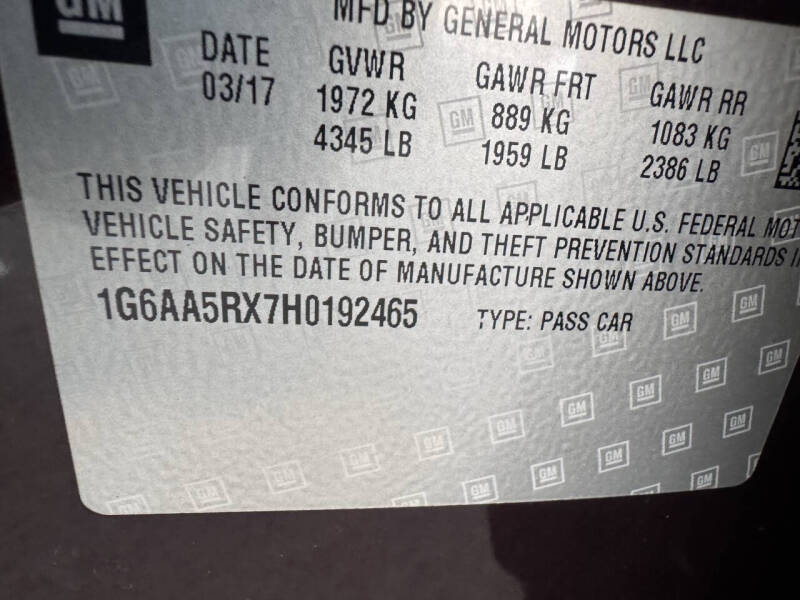 GM
MFD BY GENERAL MOTORS LLC
DATE GVWR GAWR FRT GAWR RR
03/17 1972 KG 889 KG 1083 KG
4345 LB 1959 LB 2386 LB
THIS VEHICLE CONFORMS TO ALL APPLICABLE U.S. FEDERAL MOT
VEHICLE SAFETY, BUMPER, AND THEFT PREVENTION STANDARDS I
EFFECT ON THE DATE OF MANUFACTURE SHOWN ABOVE.
1G6AA5RX7H0192465 TYPE: PASS CAR